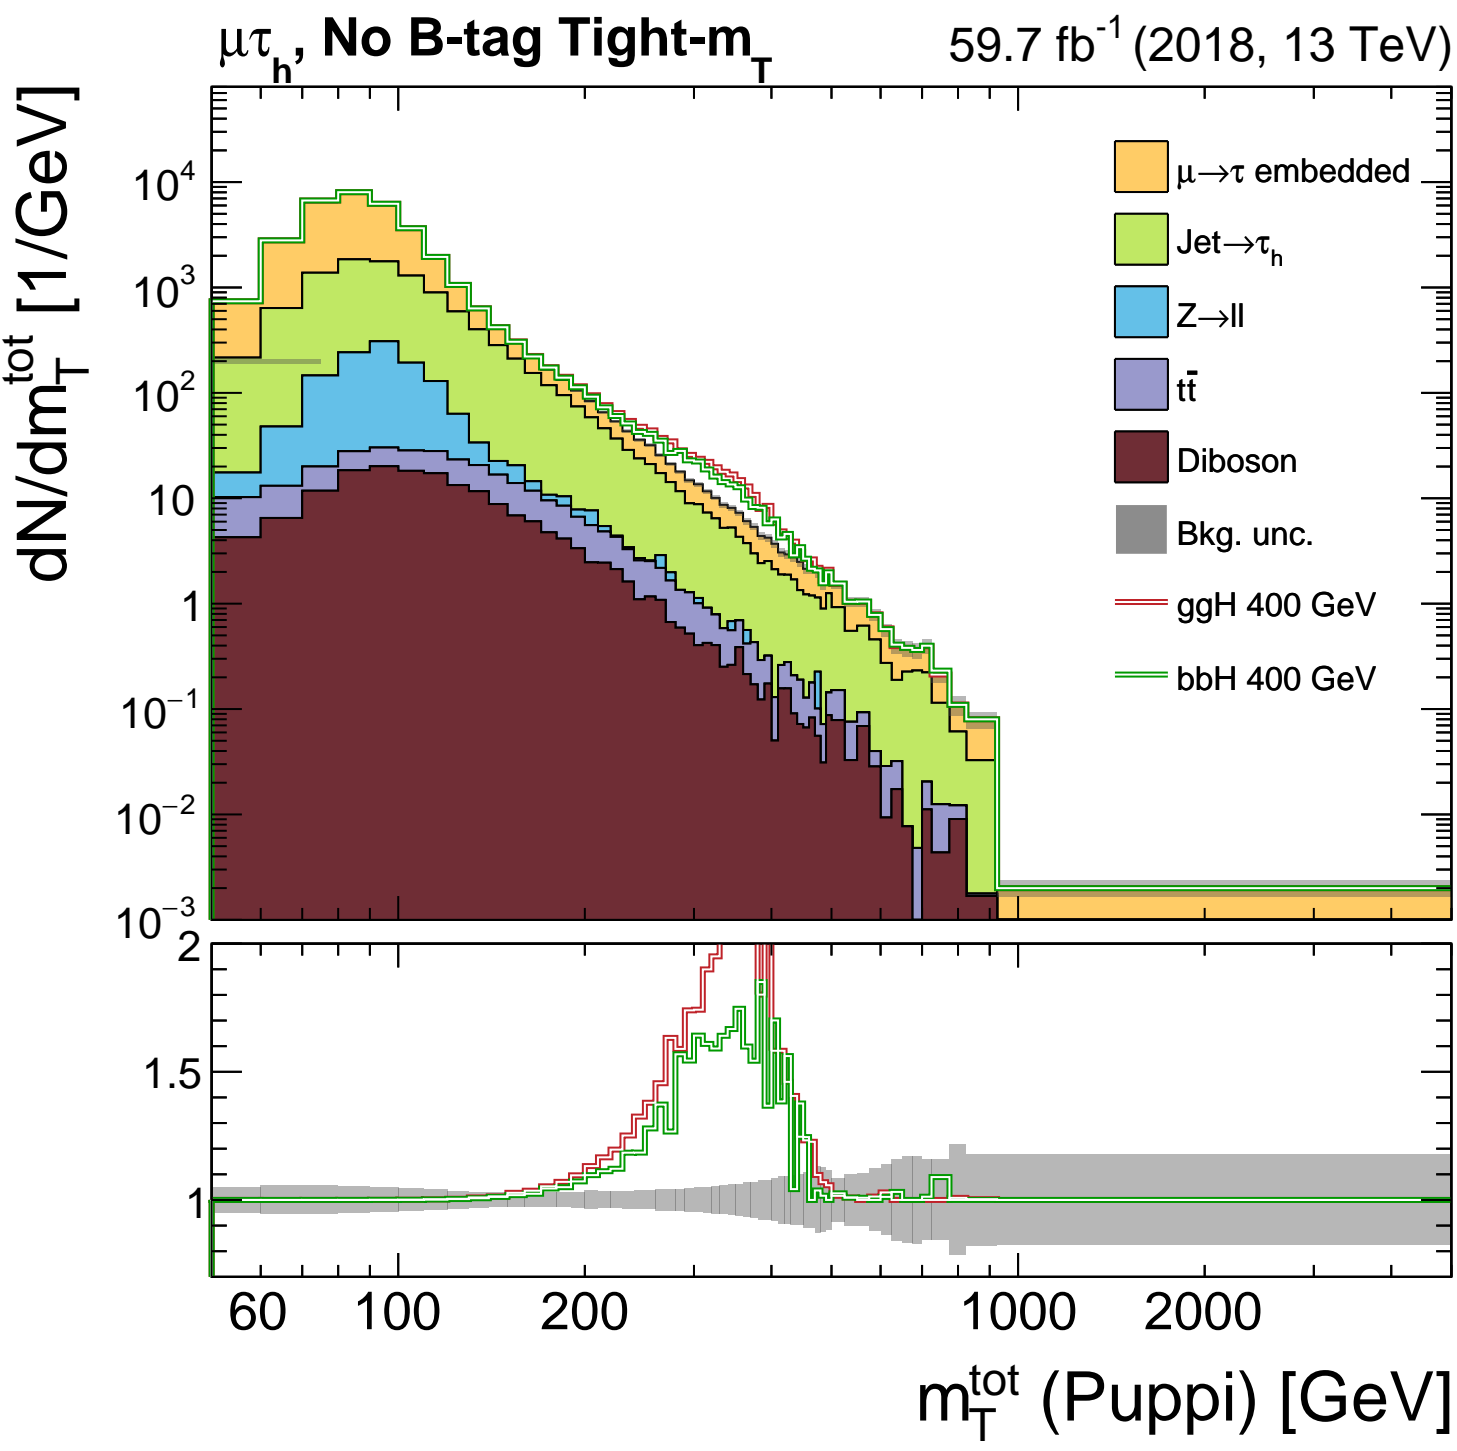 μτh, No B-tag Tight-mT
59.7 fb-1 (2018, 13 TeV)
dN/dmTtot [1/GeV]
μ→τ embedded
Jet→τh
Z→ll
tt̄
Diboson
Bkg. unc.
ggH 400 GeV
bbH 400 GeV
10^4
10^3
10^2
10
1
10^−1
10^−2
10^−3
2
1.5
1
60 100 200 1000 2000
mTtot (Puppi) [GeV]